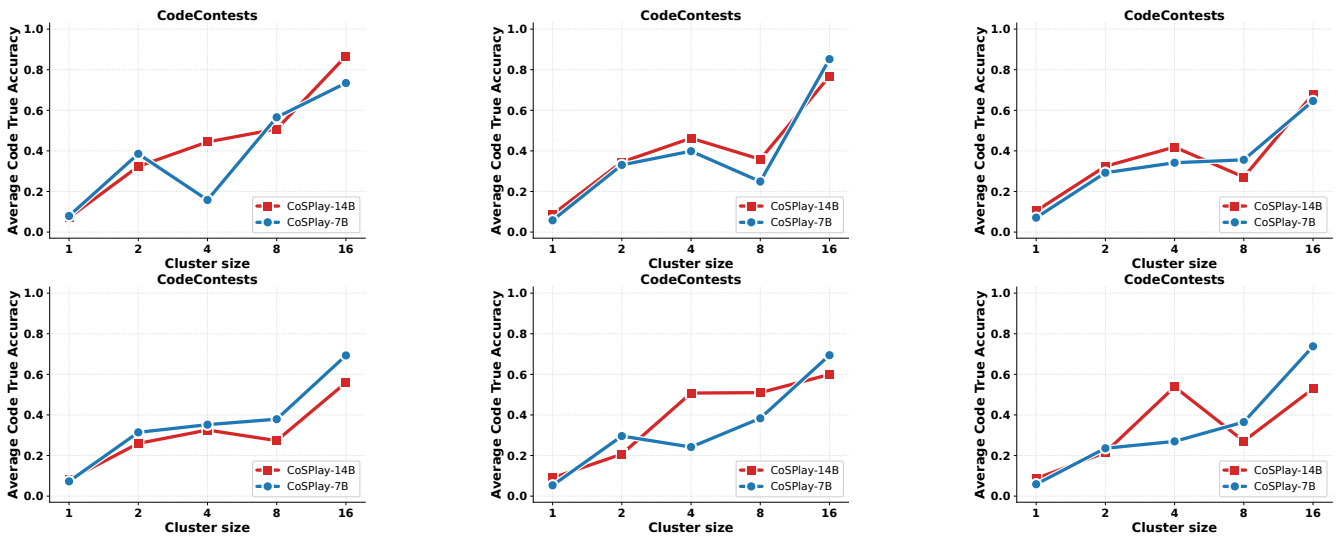 CodeContests
Average Code True Accuracy
1.0
0.8
0.6
0.4
0.2
0.0
CoSPlay-14B
CoSPlay-7B
1 2 4 8 16
Cluster size
CodeContests
Average Code True Accuracy
1.0
0.8
0.6
0.4
0.2
0.0
CoSPlay-14B
CoSPlay-7B
1 2 4 8 16
Cluster size
CodeContests
Average Code True Accuracy
1.0
0.8
0.6
0.4
0.2
0.0
CoSPlay-14B
CoSPlay-7B
1 2 4 8 16
Cluster size
CodeContests
Average Code True Accuracy
1.0
0.8
0.6
0.4
0.2
0.0
CoSPlay-14B
CoSPlay-7B
1 2 4 8 16
Cluster size
CodeContests
Average Code True Accuracy
1.0
0.8
0.6
0.4
0.2
0.0
CoSPlay-14B
CoSPlay-7B
1 2 4 8 16
Cluster size
CodeContests
Average Code True Accuracy
1.0
0.8
0.6
0.4
0.2
0.0
CoSPlay-14B
CoSPlay-7B
1 2 4 8 16
Cluster size